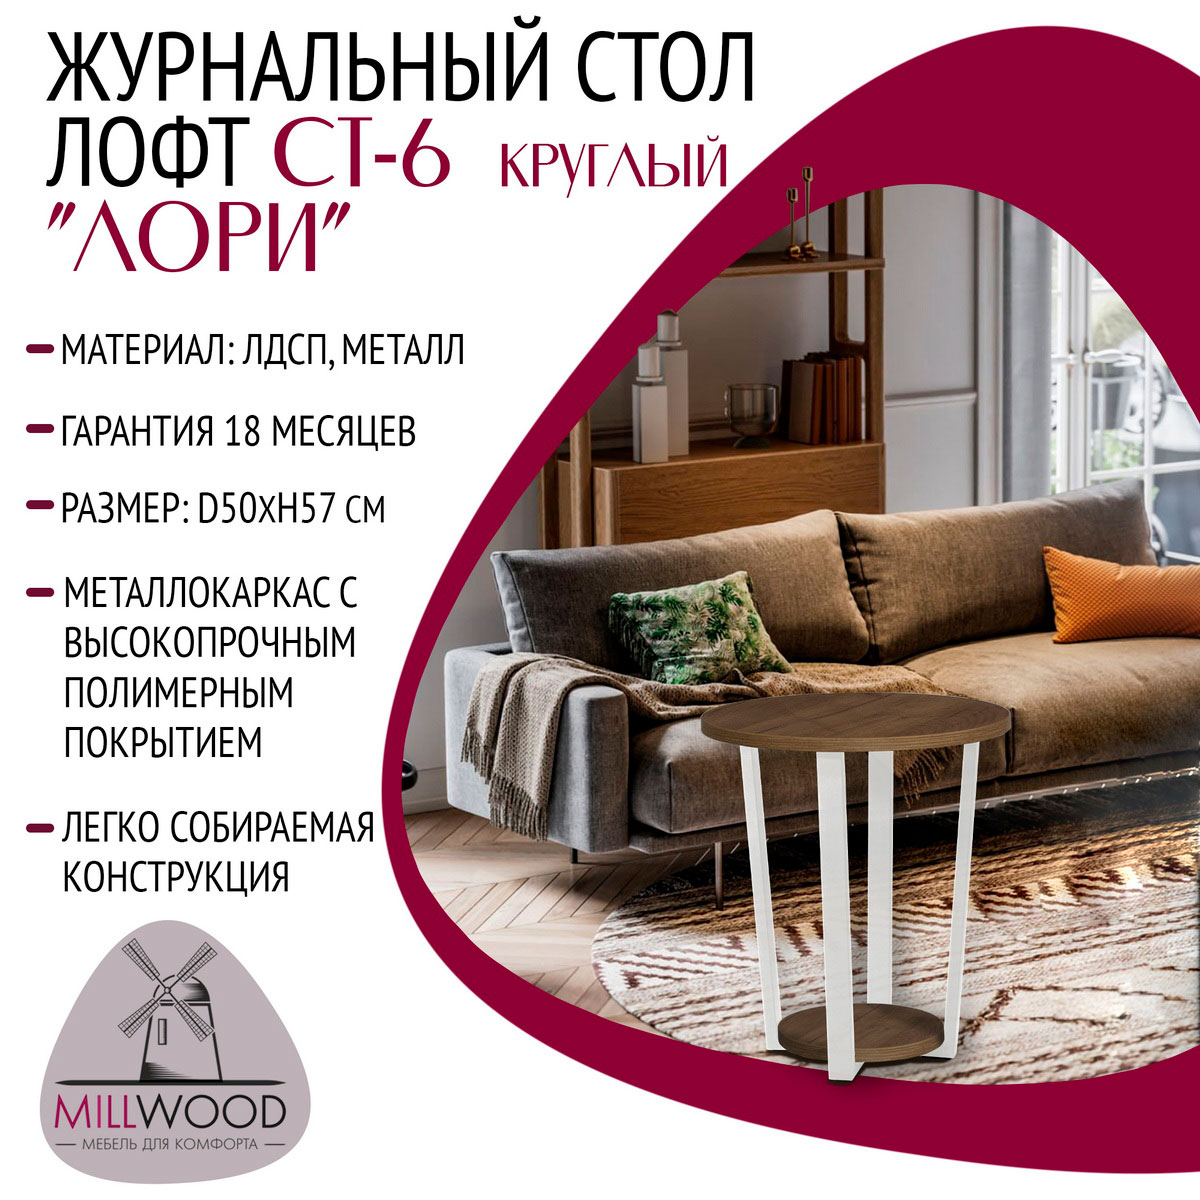 ЖУРНАЛЬНЫЙ СТОЛ
ЛОФТ СТ-6 КРУГЛЫЙ
"ЛОРИ"
МАТЕРИАЛ: ЛДСП, МЕТАЛЛ
ГАРАНТИЯ 18 МЕСЯЦЕВ
РАЗМЕР: D50xH57 СМ
МЕТАЛЛОКАРКАС С
ВЫСОКОПРОЧНЫМ
ПОЛИМЕРНЫМ
ПОКРЫТИЕМ
ЛЕГКО СОБИРАЕМАЯ
КОНСТРУКЦИЯ
MILLWOOD
МЕБЕЛЬ ДЛЯ КОМФОРТА